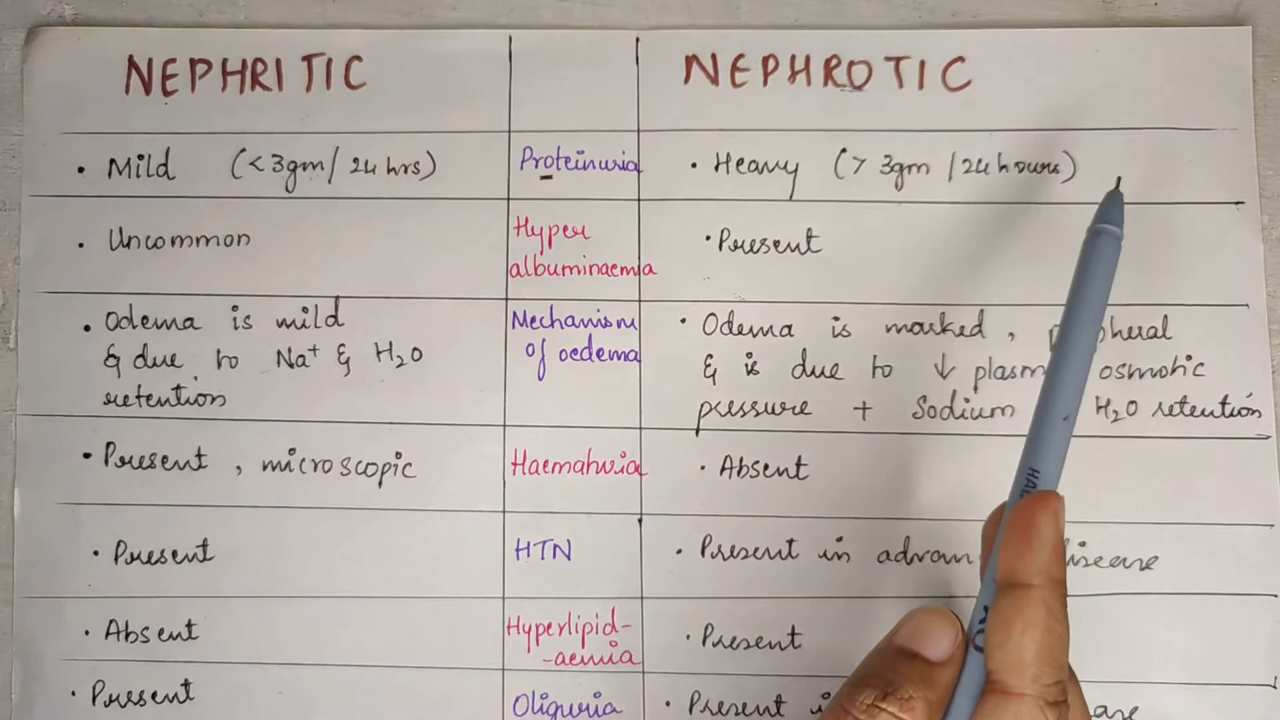 NEPHRITIC NEPHROTIC
• Mild (<3gm/24 hrs) Proteinuria • Heavy (> 3gm /24 hours)
• Uncommon Hyper albuminaemia • Present
• Odema is mild Mechanism • Odema is marked,
& due to Na+ & H2O of oedema & is due to ↓ osmotic
retention pressure + Sodium H2O retention
• Present, microscopic Haematuria • Absent
• Present HTN • Present in disease
• Absent Hyperlipid- • Present
-aemia
• Present Oliguria • Present